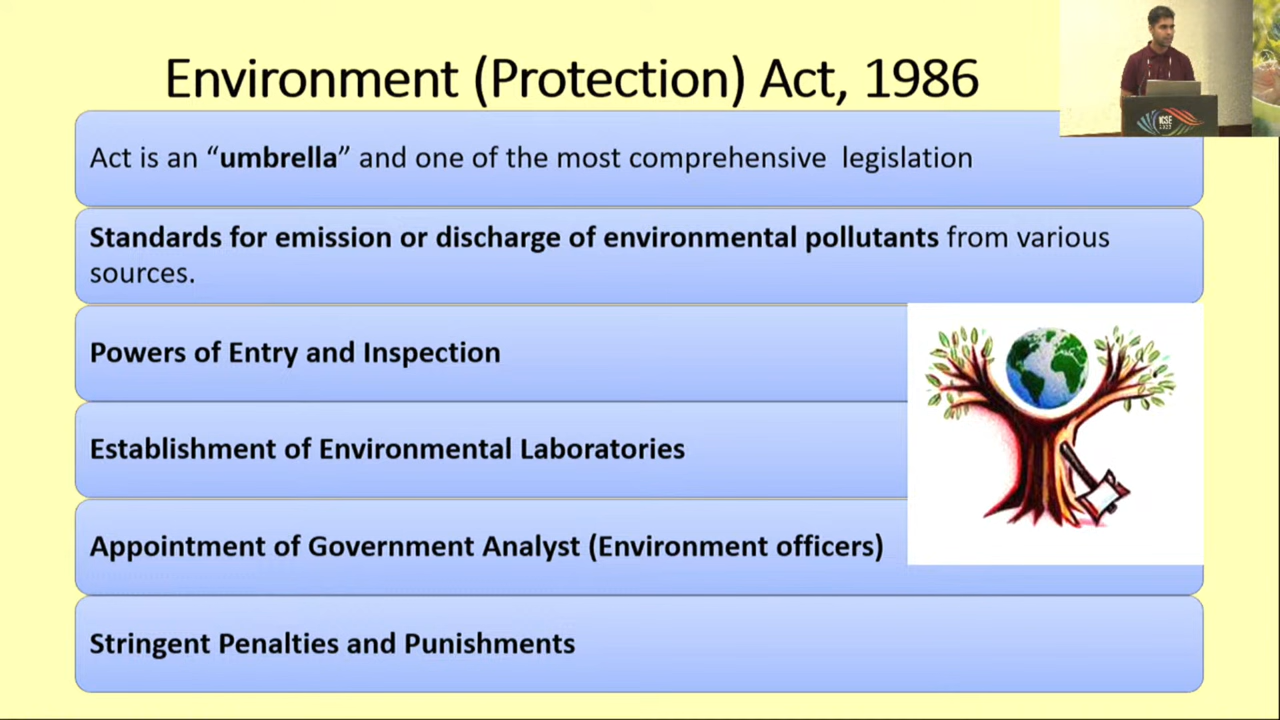 Environment (Protection) Act, 1986
Act is an “umbrella” and one of the most comprehensive legislation
Standards for emission or discharge of environmental pollutants from various
sources.
Powers of Entry and Inspection
Establishment of Environmental Laboratories
Appointment of Government Analyst (Environment officers)
Stringent Penalties and Punishments
ICSE